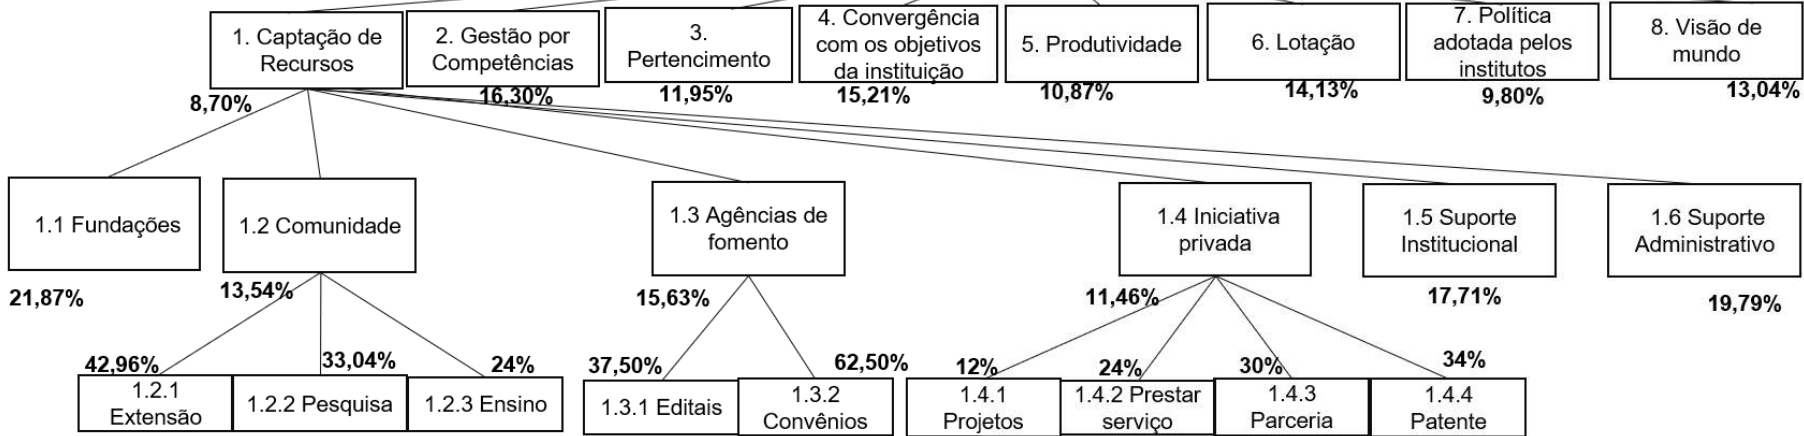 1. Captação de
Recursos
8,70%
2. Gestão por
Competências
16,30%
3.
Pertencimento
11,95%
4. Convergência
com os objetivos
da instituição
15,21%
5. Produtividade
10,87%
6. Lotação
14,13%
7. Política
adotada pelos
institutos
9,80%
8. Visão de
mundo
13,04%
1.1 Fundações
21,87%
1.2 Comunidade
13,54%
1.3 Agências de
fomento
15,63%
1.4 Iniciativa
privada
11,46%
1.5 Suporte
Institucional
17,71%
1.6 Suporte
Administrativo
19,79%
42,96%
1.2.1
Extensão
33,04%
1.2.2 Pesquisa
24%
1.2.3 Ensino
37,50%
1.3.1 Editais
62,50%
1.3.2
Convênios
12%
1.4.1
Projetos
24%
1.4.2 Prestar
serviço
30%
1.4.3
Parceria
34%
1.4.4
Patente